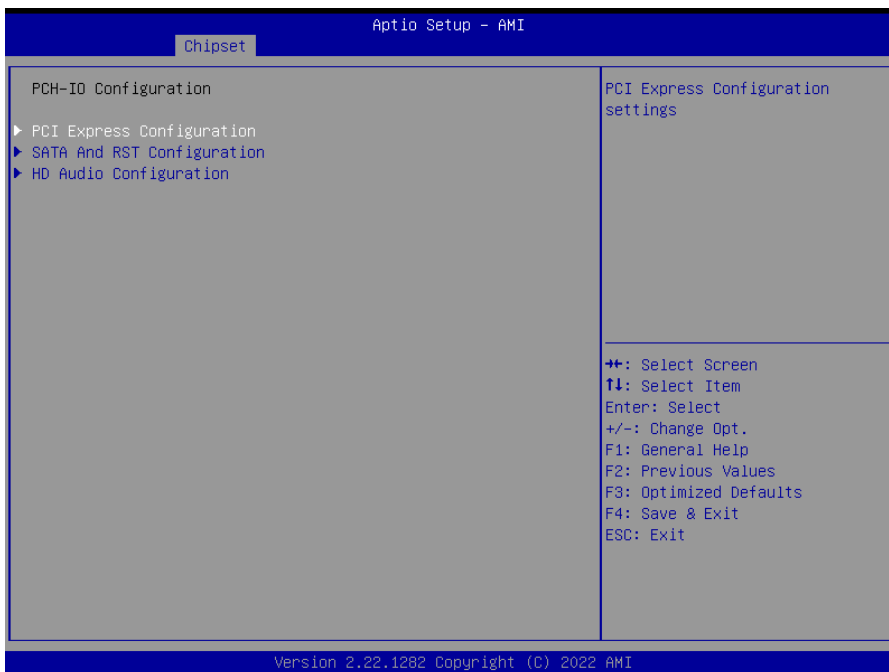 Aptio Setup – AMI
Chipset
PCH-IO Configuration
PCI Express Configuration
SATA And RST Configuration
HD Audio Configuration
PCI Express Configuration
settings
→←: Select Screen
↑↓: Select Item
Enter: Select
+/-: Change Opt.
F1: General Help
F2: Previous Values
F3: Optimized Defaults
F4: Save & Exit
ESC: Exit
Version 2.22.1282 Copyright (C) 2022 AMI